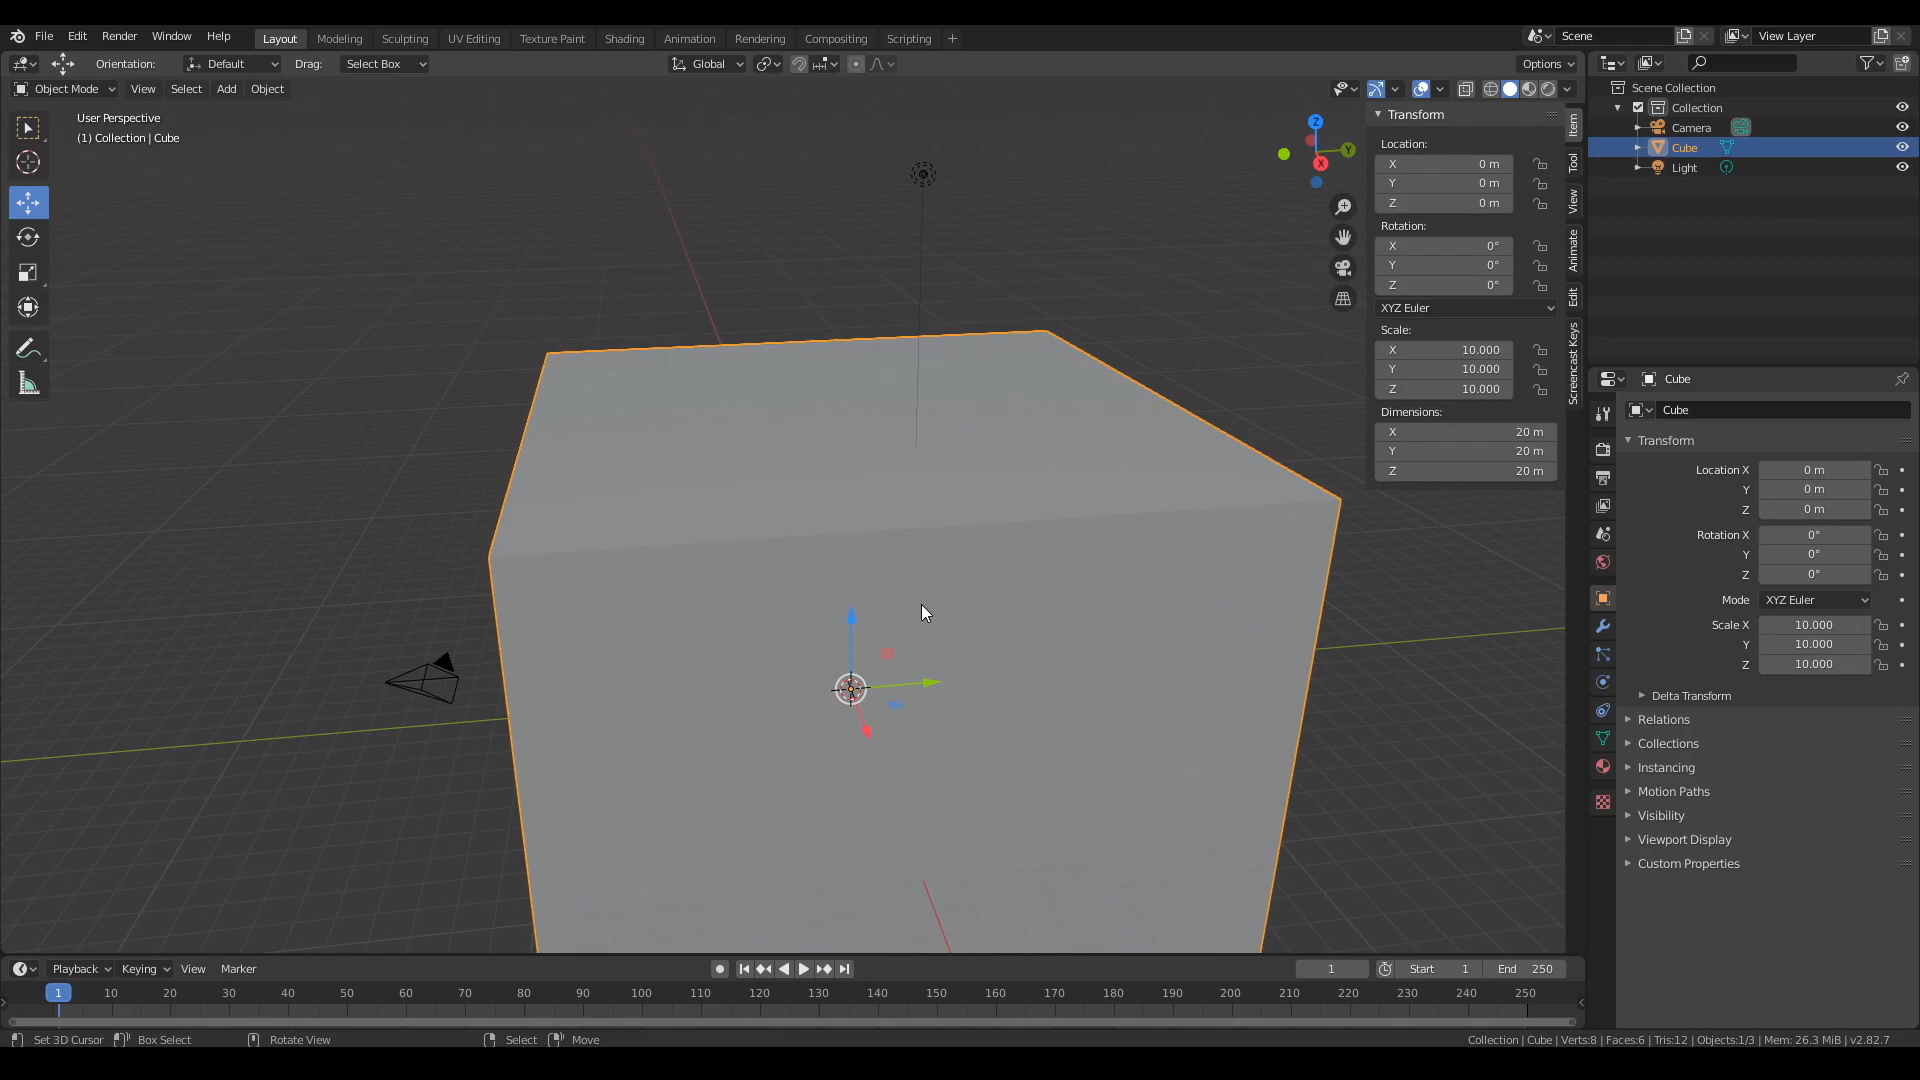 File Edit Render Window Help Layout Modeling Sculpting UV Editing Texture Paint Shading Animation Rendering Compositing Scripting + Scene View Layer
Orientation: Default Drag: Select Box Global Options
Object Mode View Select Add Object
User Perspective
(1) Collection | Cube
Z
Y
X
Transform
Location:
X 0 m
Y 0 m
Z 0 m
Rotation:
X 0°
Y 0°
Z 0°
XYZ Euler
Scale:
X 10.000
Y 10.000
Z 10.000
Dimensions:
X 20 m
Y 20 m
Z 20 m
Item
Tool
View
Animate
Edit
Screencast Keys
Scene Collection
Collection
Camera
Cube
Light
Cube
Cube
Transform
Location X 0 m
Y 0 m
Z 0 m
Rotation X 0°
Y 0°
Z 0°
Mode XYZ Euler
Scale X 10.000
Y 10.000
Z 10.000
Delta Transform
Relations
Collections
Instancing
Motion Paths
Visibility
Viewport Display
Custom Properties
Playback Keying View Marker 1 Start 1 End 250
1 10 20 30 40 50 60 70 80 90 100 110 120 130 140 150 160 170 180 190 200 210 220 230 240 250
Set 3D Cursor Box Select Rotate View Select Move Collection | Cube | Verts:8 | Faces:6 | Tris:12 | Objects:1/3 | Mem: 26.3 MiB | v2.82.7